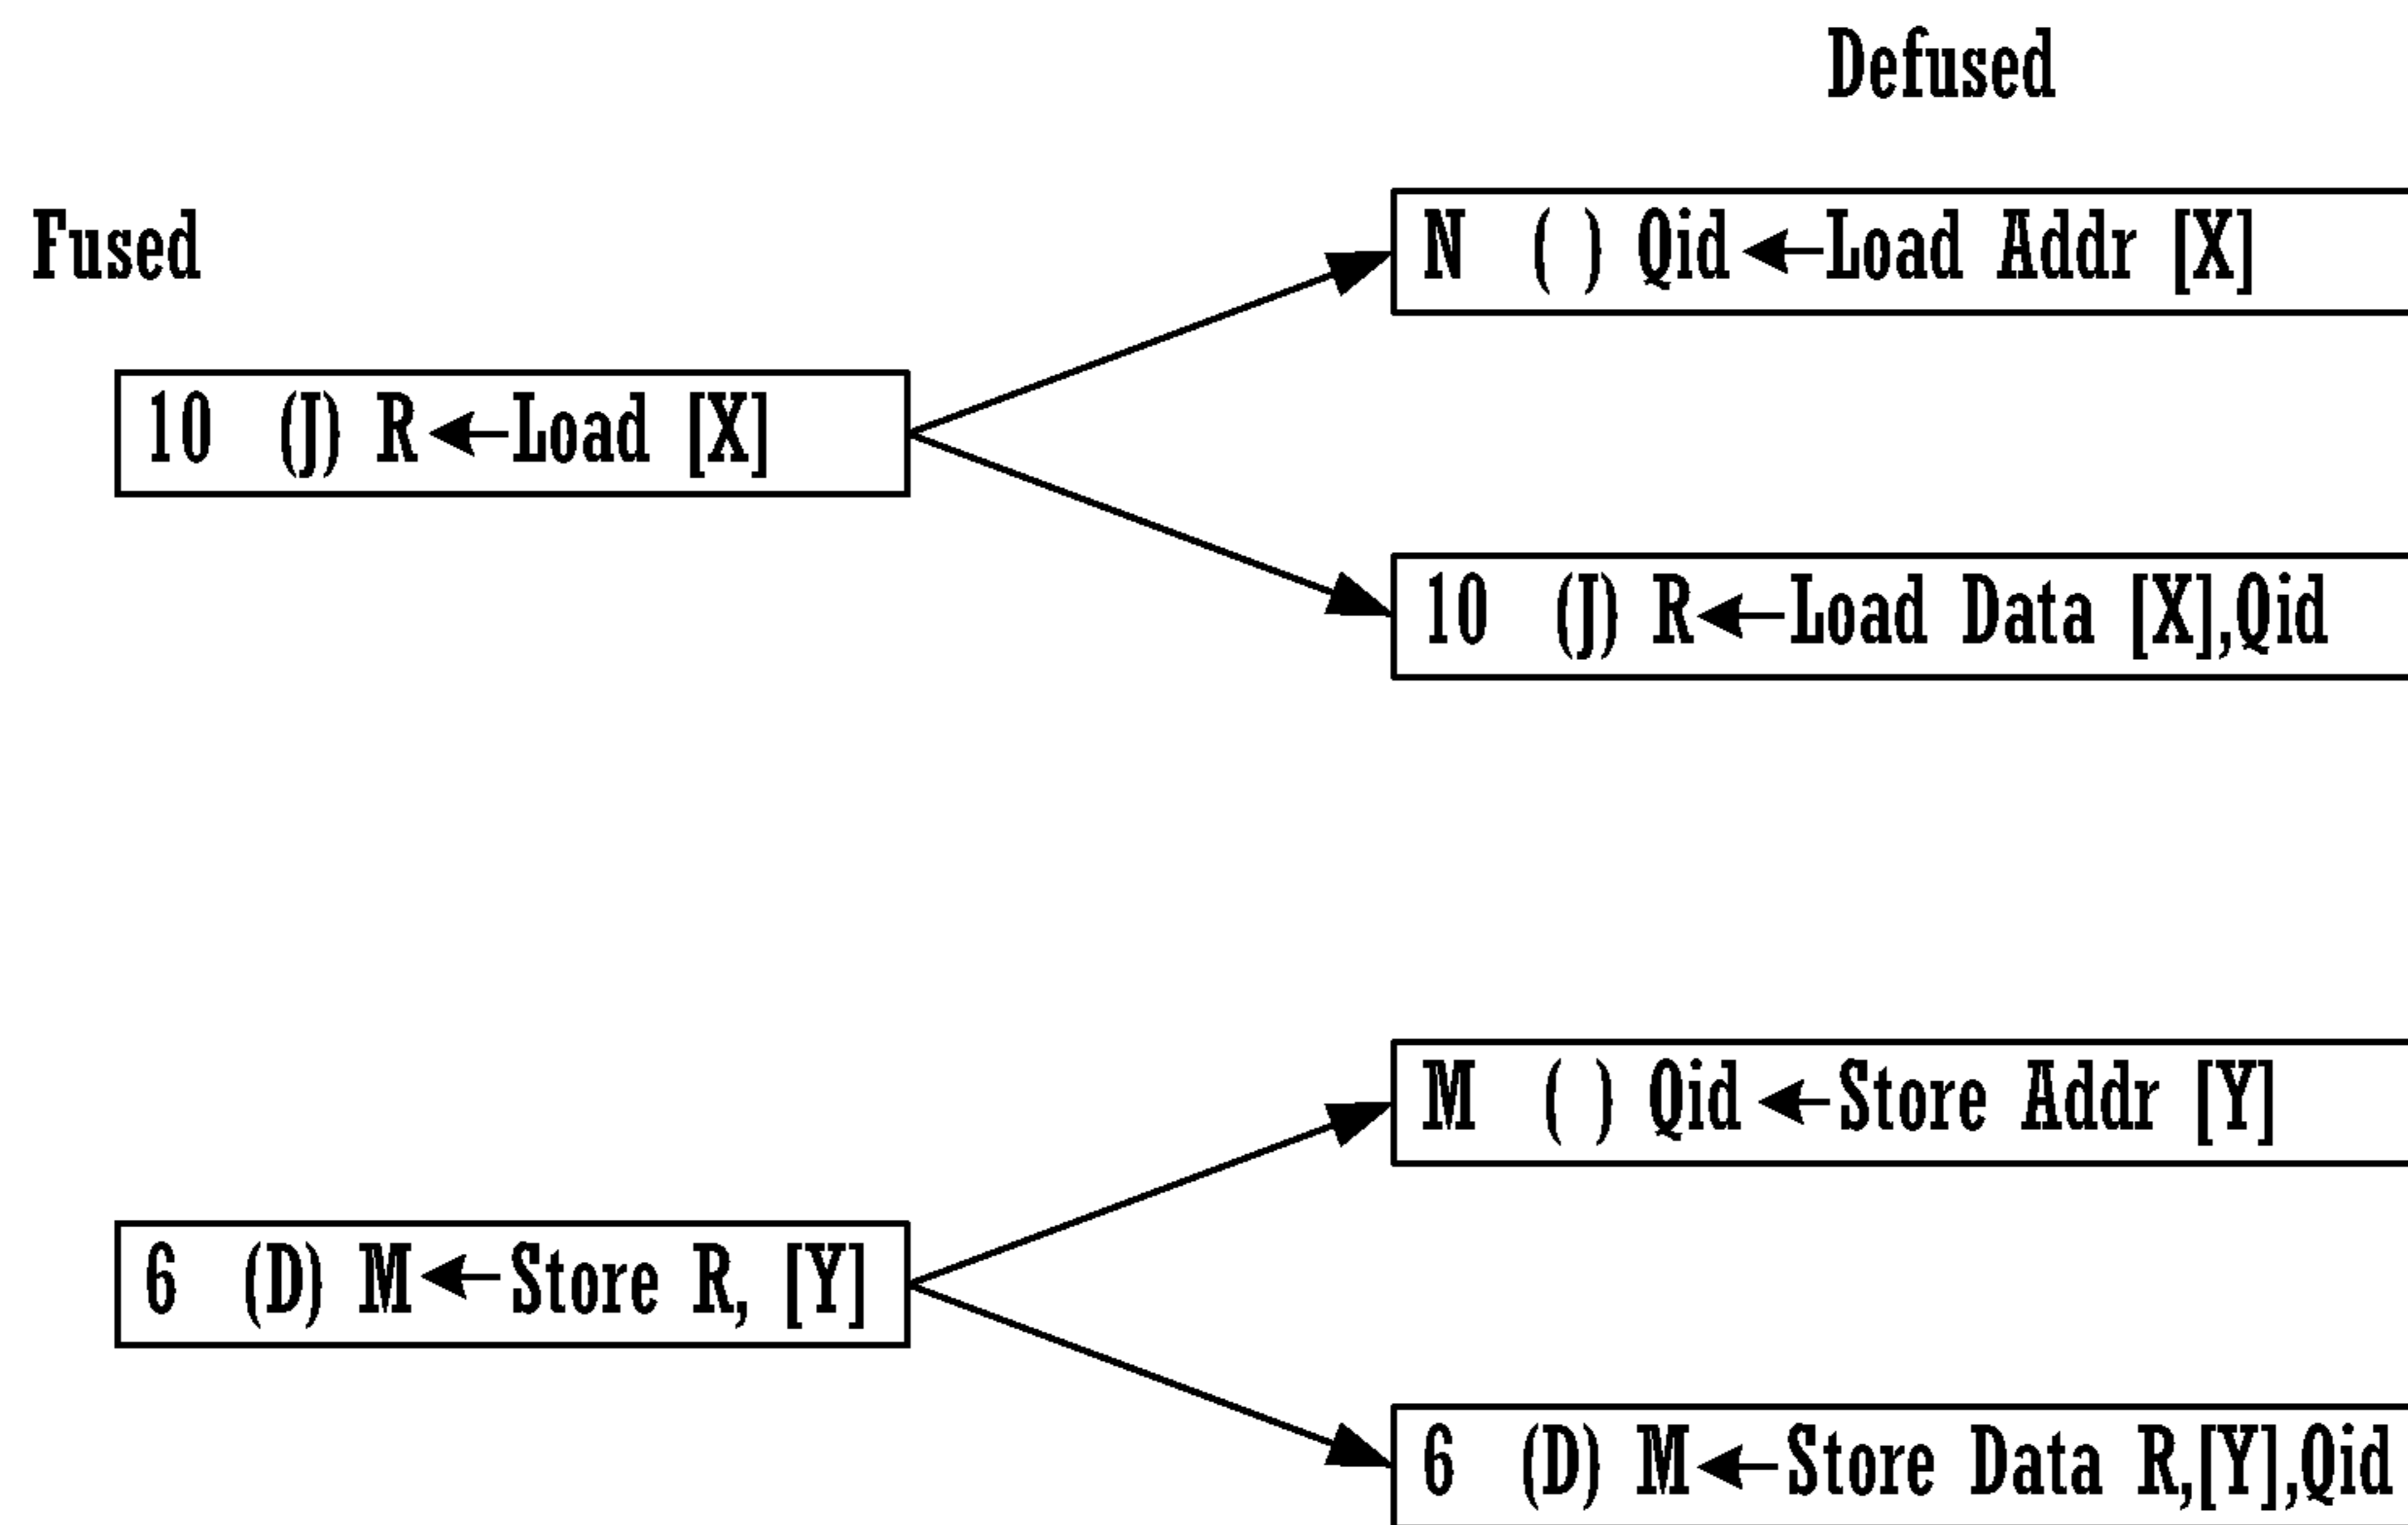 Defused
Fused
N ( ) Qid←Load Addr [X]
10 (J) R←Load [X]
10 (J) R←Load Data [X],Qid
M ( ) Qid←Store Addr [Y]
6 (D) M←Store R, [Y]
6 (D) M←Store Data R,[Y],Qid